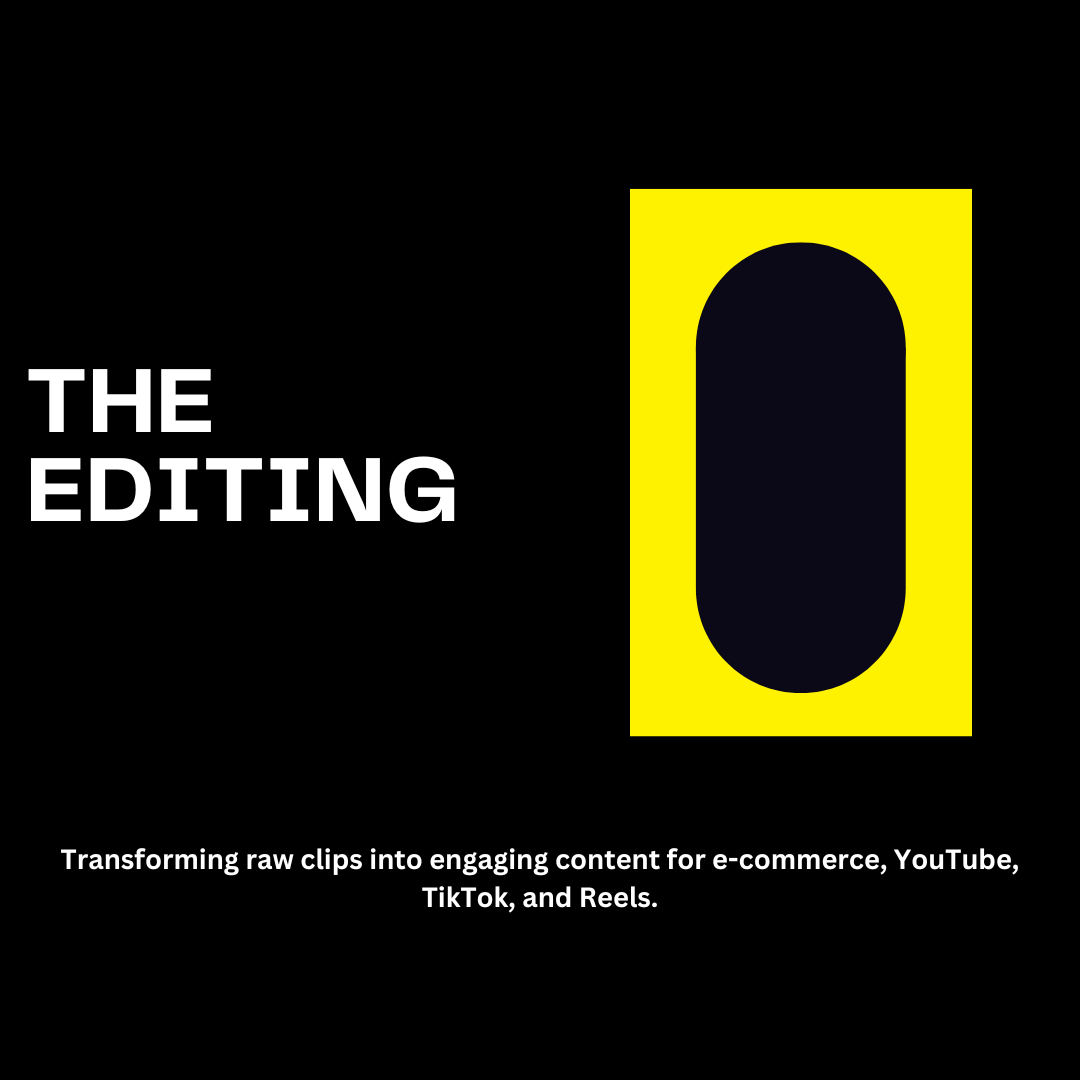 THE
EDITING
Transforming raw clips into engaging content for e-commerce, YouTube,
TikTok, and Reels.